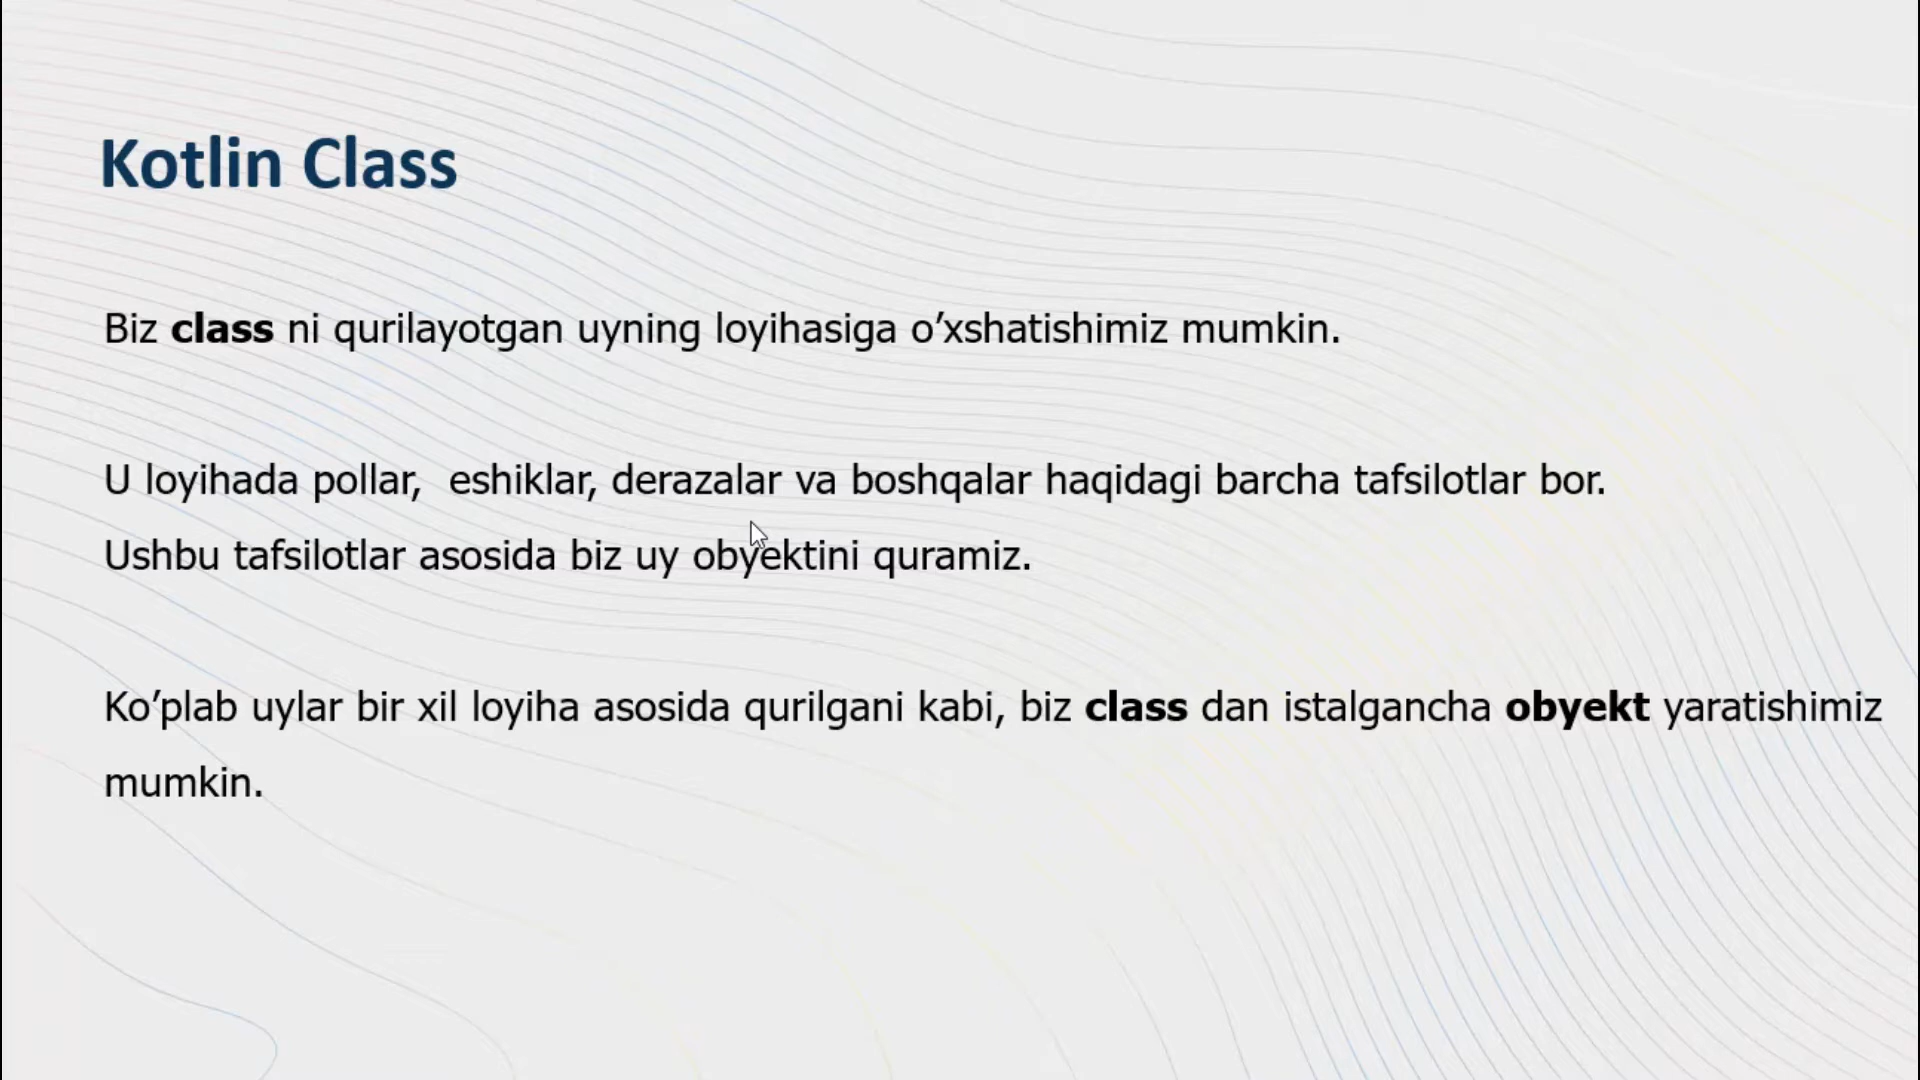 Kotlin Class
Biz class ni qurilayotgan uyning loyihasiga o’xshatishimiz mumkin.
U loyihada pollar,  eshiklar, derazalar va boshqalar haqidagi barcha tafsilotlar bor.
Ushbu tafsilotlar asosida biz uy obyektini quramiz.
Ko’plab uylar bir xil loyiha asosida qurilgani kabi, biz class dan istalgancha obyekt yaratishimiz
mumkin.